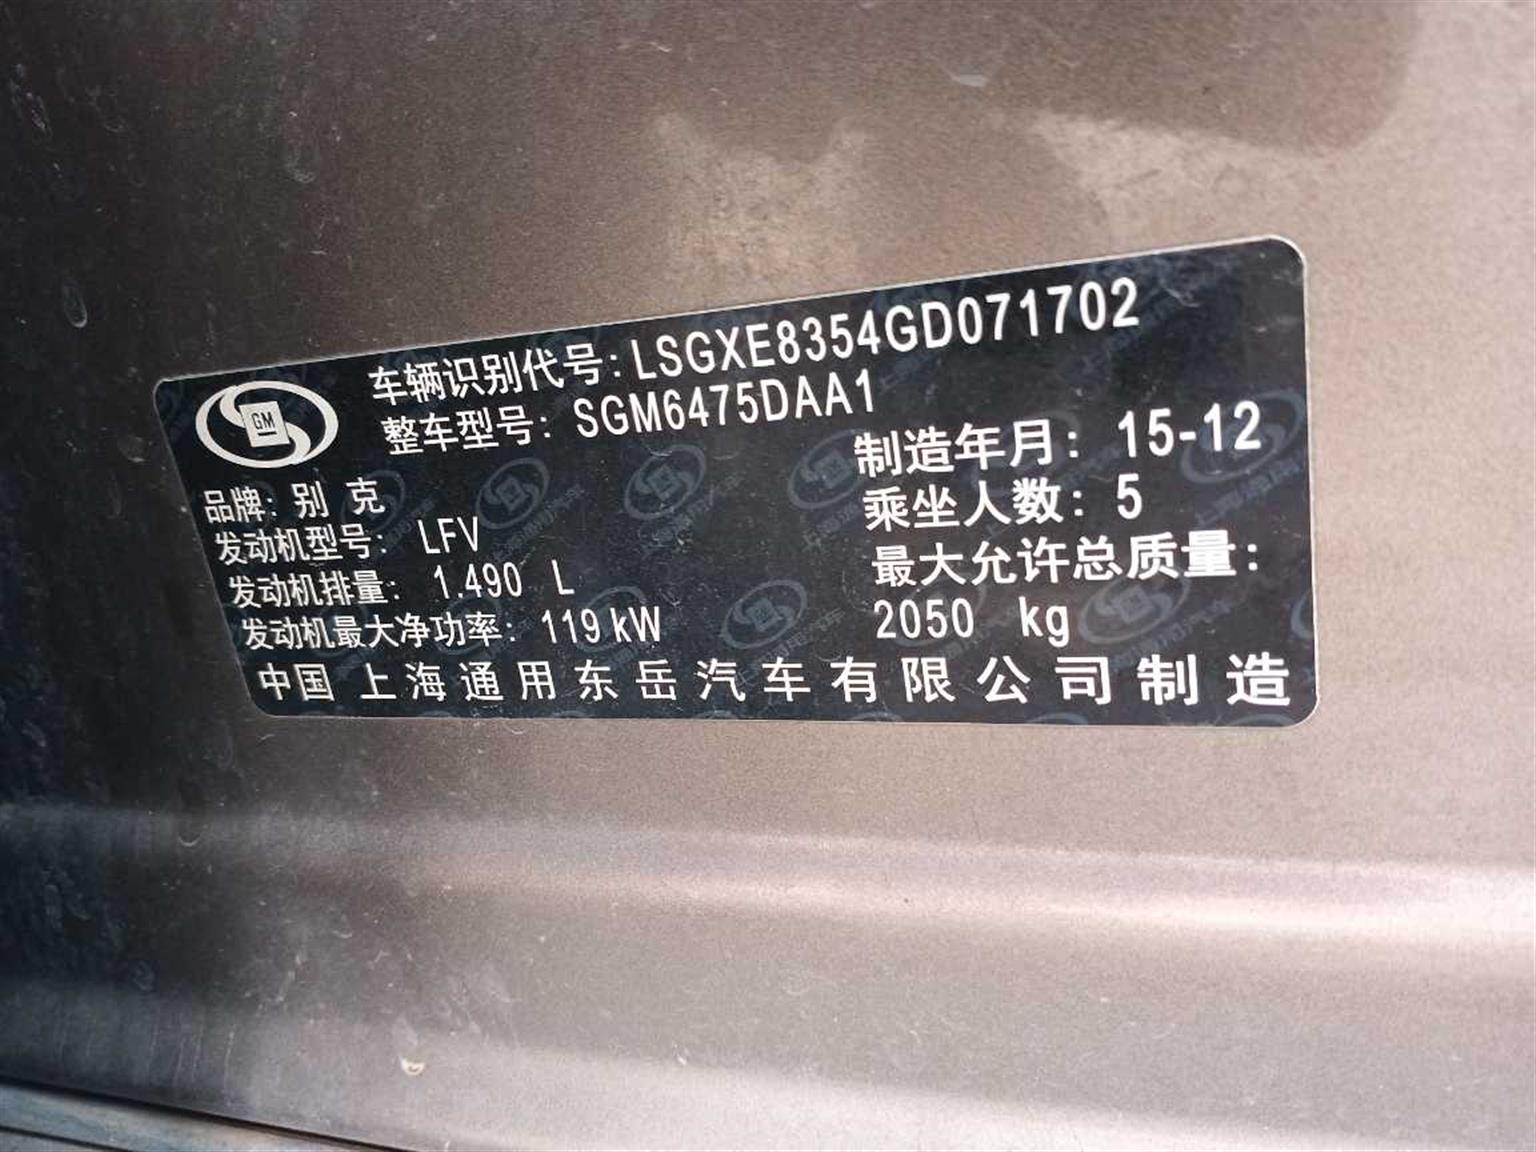 GM
车辆识别代号:LSGXE8354GD071702
整车型号: SGM6475DAA1
制造年月: 15-12
品牌: 别 克
乘坐人数: 5
发动机型号: LFV
最大允许总质量:
发动机排量: 1.490 L
2050 kg
发动机最大净功率: 119 kW
中国 上海通用东岳汽车有限公司制造